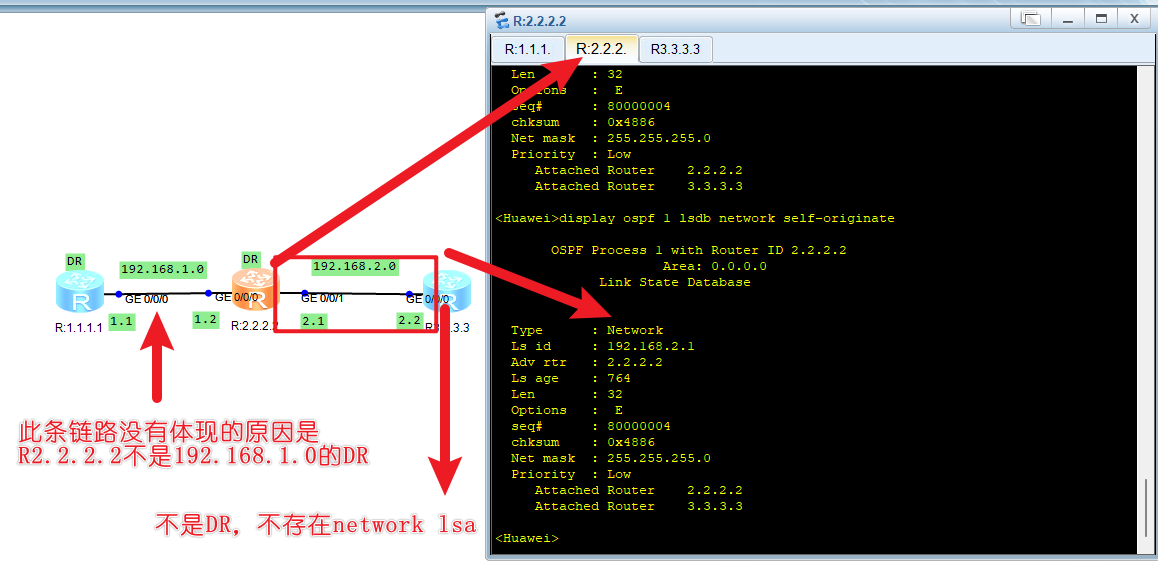 R:2.2.2.2
R:1.1.1.
R:2.2.2.
R3.3.3.3
Len : 32
Options : E
seq# : 80000004
chksum : 0x4886
Net mask : 255.255.255.0
Priority : Low
Attached Router 2.2.2.2
Attached Router 3.3.3.3
<Huawei>display ospf 1 lsdb network self-originate
OSPF Process 1 with Router ID 2.2.2.2
Area: 0.0.0.0
Link State Database
Type : Network
Ls id : 192.168.2.1
Adv rtr : 2.2.2.2
Ls age : 764
Len : 32
Options : E
seq# : 80000004
chksum : 0x4886
Net mask : 255.255.255.0
Priority : Low
Attached Router 2.2.2.2
Attached Router 3.3.3.3
<Huawei>
DR
192.168.1.0
DR
192.168.2.0
R
GE 0/0/0
GE 0/0/0
R
GE 0/0/1
GE 0/0/0
R
R:1.1.1.1
1.1
1.2
R:2.2.2.2
2.1
2.2
3.3
此条链路没有体现的原因是
R2.2.2.2不是192.168.1.0的DR
不是DR，不存在network lsa